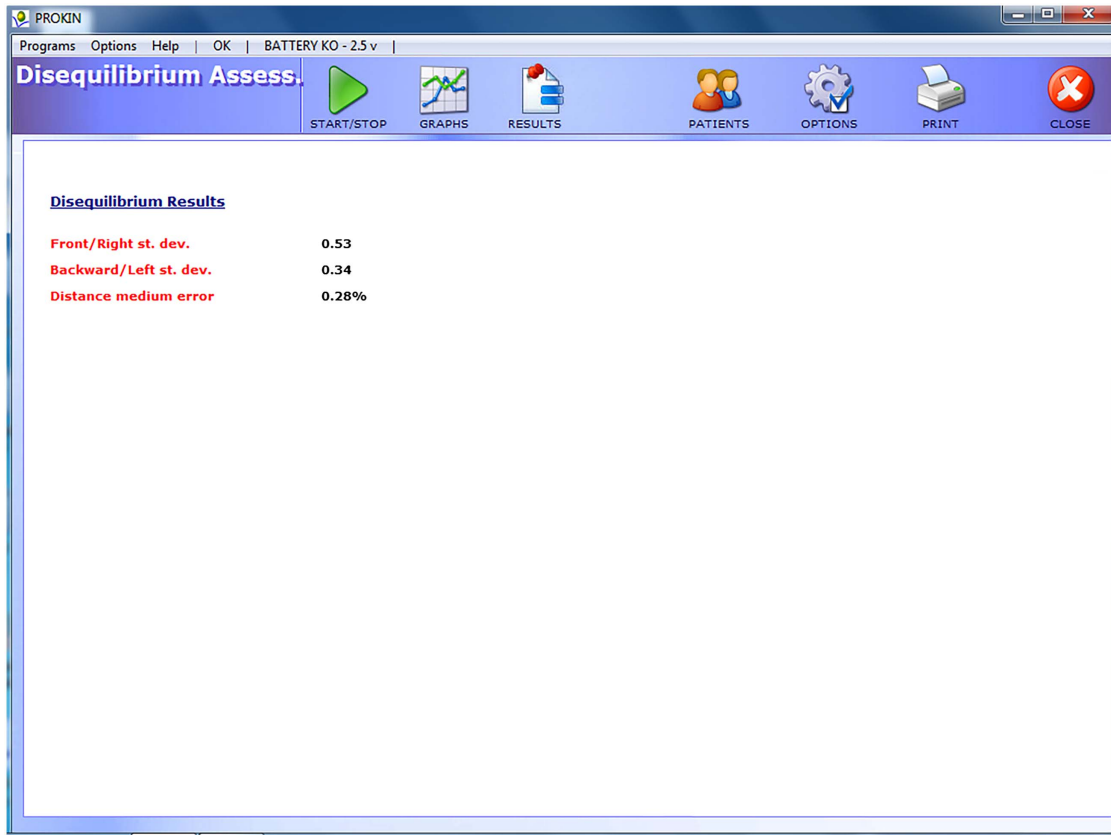 PROKIN
Programs Options Help | OK | BATTERY KO - 2.5 v |
Disequilibrium Assess.
START/STOP GRAPHS RESULTS PATIENTS OPTIONS PRINT CLOSE
Disequilibrium Results
Front/Right st. dev. 0.53
Backward/Left st. dev. 0.34
Distance medium error 0.28%